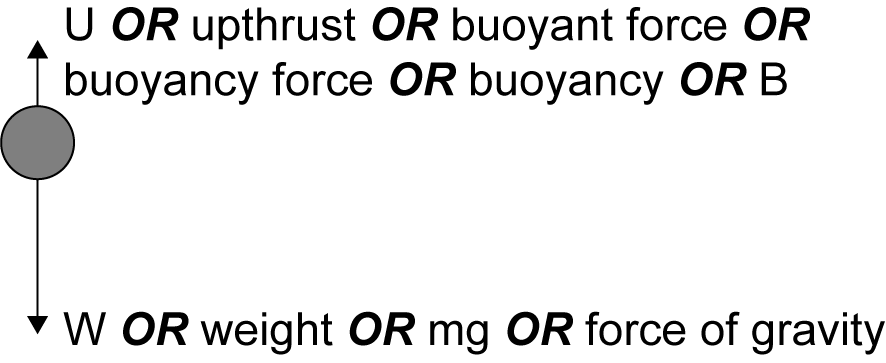 U OR upthrust OR buoyant force OR
buoyancy force OR buoyancy OR B
W OR weight OR mg OR force of gravity